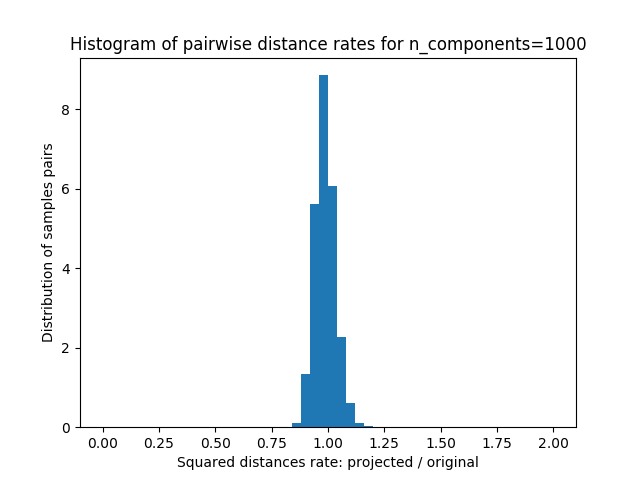 Histogram of pairwise distance rates for n_components=1000
Distribution of samples pairs
8
6
4
2
0
0.00 0.25 0.50 0.75 1.00 1.25 1.50 1.75 2.00
Squared distances rate: projected / original